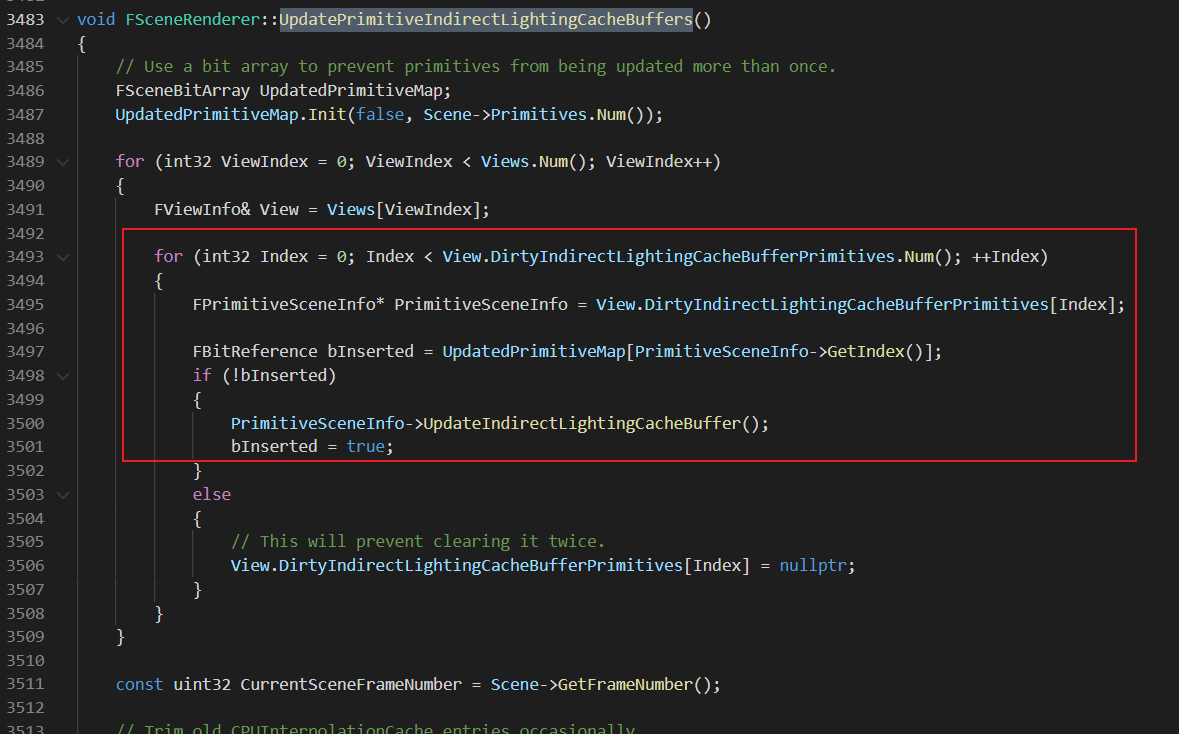 3483 void FSceneRenderer::UpdatePrimitiveIndirectLightingCacheBuffers()
3484 {
3485 // Use a bit array to prevent primitives from being updated more than once.
3486 FSceneBitArray UpdatedPrimitiveMap;
3487 UpdatedPrimitiveMap.Init(false, Scene->Primitives.Num());
3488
3489 for (int32 ViewIndex = 0; ViewIndex < Views.Num(); ViewIndex++)
3490 {
3491 FViewInfo& View = Views[ViewIndex];
3492
3493 for (int32 Index = 0; Index < View.DirtyIndirectLightingCacheBufferPrimitives.Num(); ++Index)
3494 {
3495 FPrimitiveSceneInfo* PrimitiveSceneInfo = View.DirtyIndirectLightingCacheBufferPrimitives[Index];
3496
3497 FBitReference bInserted = UpdatedPrimitiveMap[PrimitiveSceneInfo->GetIndex()];
3498 if (!bInserted)
3499 {
3500 PrimitiveSceneInfo->UpdateIndirectLightingCacheBuffer();
3501 bInserted = true;
3502 }
3503 else
3504 {
3505 // This will prevent clearing it twice.
3506 View.DirtyIndirectLightingCacheBufferPrimitives[Index] = nullptr;
3507 }
3508 }
3509 }
3510
3511 const uint32 CurrentSceneFrameNumber = Scene->GetFrameNumber();
3512
3513 // Trim old CPUInterpolationCache entries occasionally